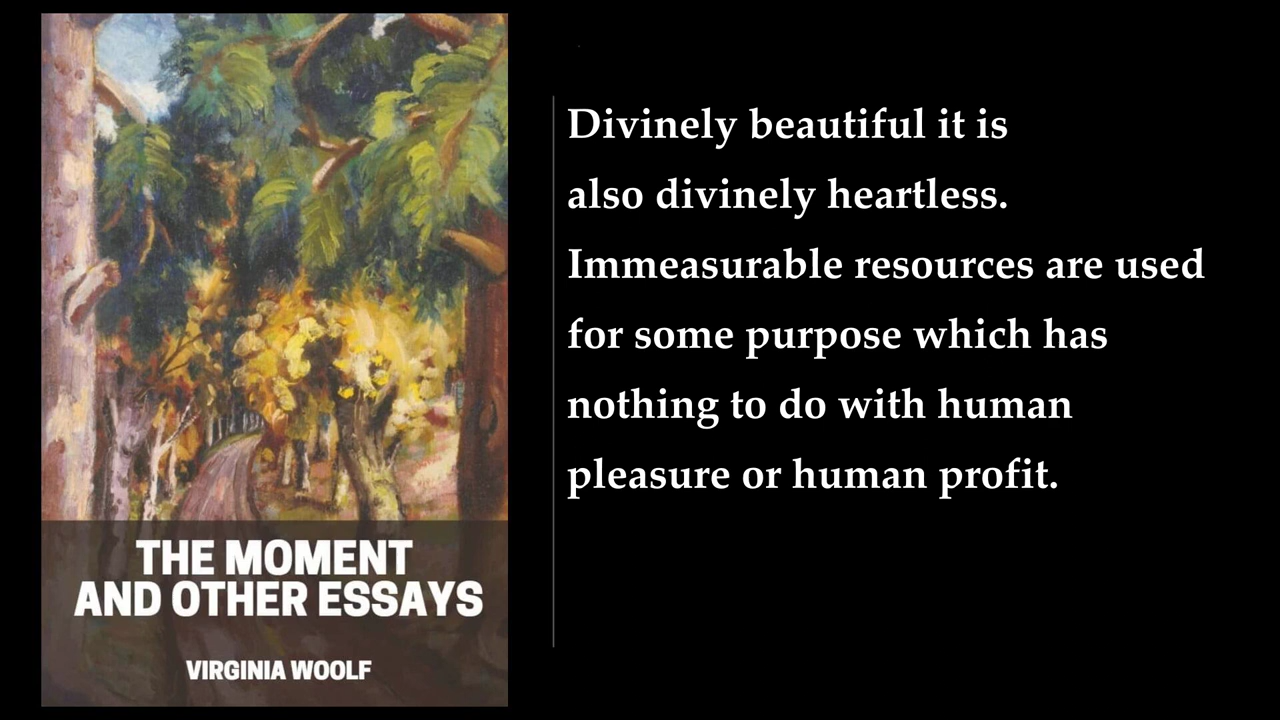 THE MOMENT
AND OTHER ESSAYS
VIRGINIA WOOLF
Divinely beautiful it is
also divinely heartless.
Immeasurable resources are used
for some purpose which has
nothing to do with human
pleasure or human profit.